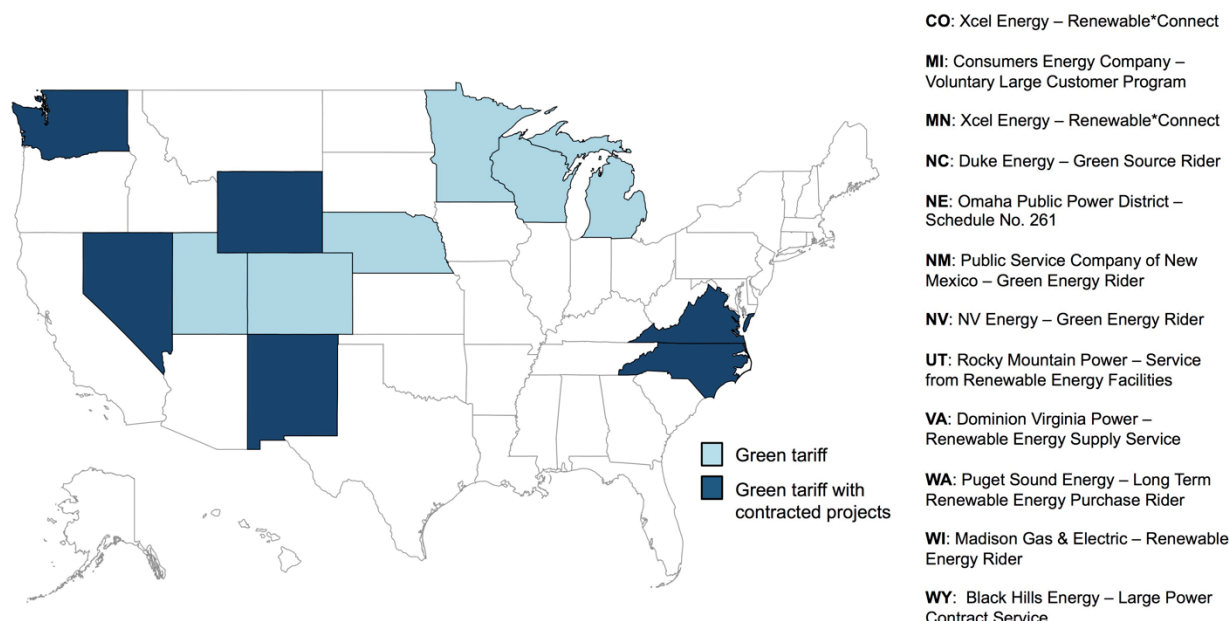 CO: Xcel Energy – Renewable*Connect
MI: Consumers Energy Company –
Voluntary Large Customer Program
MN: Xcel Energy – Renewable*Connect
NC: Duke Energy – Green Source Rider
NE: Omaha Public Power District –
Schedule No. 261
NM: Public Service Company of New
Mexico – Green Energy Rider
NV: NV Energy – Green Energy Rider
UT: Rocky Mountain Power – Service
from Renewable Energy Facilities
VA: Dominion Virginia Power –
Renewable Energy Supply Service
WA: Puget Sound Energy – Long Term
Renewable Energy Purchase Rider
WI: Madison Gas & Electric – Renewable
Energy Rider
WY: Black Hills Energy – Large Power
Contract Service
Green tariff
Green tariff with
contracted projects